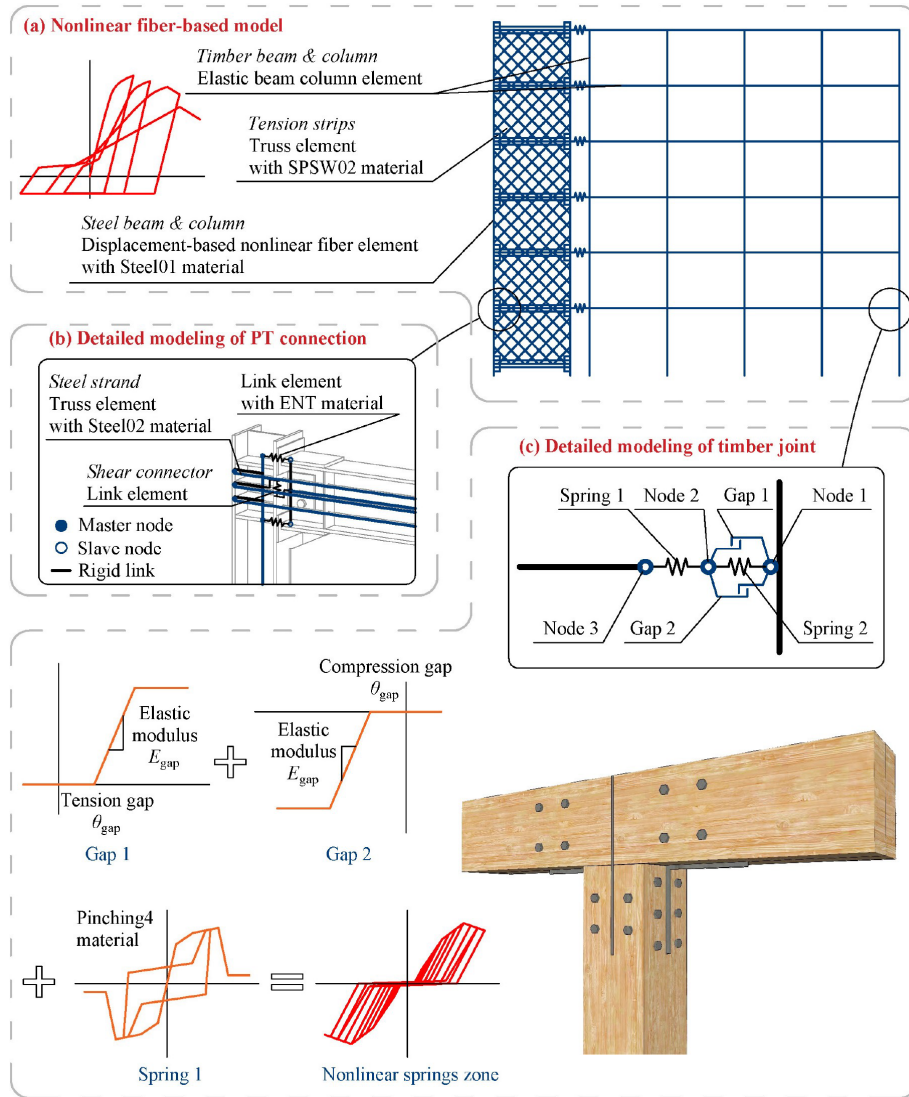 (a) Nonlinear fiber-based model
Timber beam & column
Elastic beam column element
Tension strips
Truss element
with SPSW02 material
Steel beam & column
Displacement-based nonlinear fiber element
with Steel01 material
(b) Detailed modeling of PT connection
Steel strand
Truss element
with Steel02 material
Link element
with ENT material
Shear connector
Link element
Master node
Slave node
Rigid link
(c) Detailed modeling of timber joint
Spring 1
Node 2
Gap 1
Node 1
Node 3
Gap 2
Spring 2
Elastic
modulus
E_gap
Tension gap
θ_gap
Gap 1
Compression gap
θ_gap
Elastic
modulus
E_gap
Gap 2
Pinching4
material
Spring 1
Nonlinear springs zone